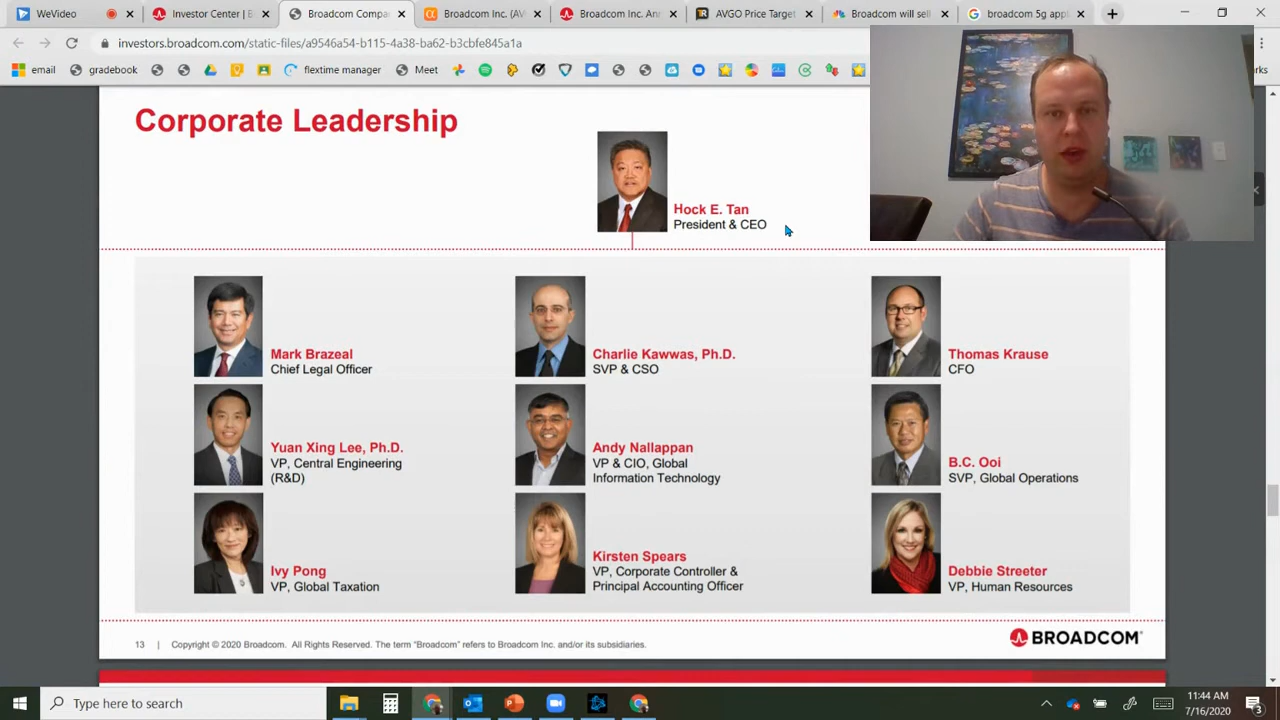 WeVideo
Investor Center | B
Broadcom Compa
Broadcom Inc. (AV
Broadcom Inc. An
AVGO Price Target
Broadcom will sell
broadcom 5g appl
investors.broadcom.com/static-files/a9546a54-b115-4a38-ba62-b3cbfe845a1a
email
gradebook
flextime manager
Meet
rks
Corporate Leadership
Hock E. Tan
President & CEO
Mark Brazeal
Chief Legal Officer
Charlie Kawwas, Ph.D.
SVP & CSO
Thomas Krause
CFO
Yuan Xing Lee, Ph.D.
VP, Central Engineering
(R&D)
Andy Nallappan
VP & CIO, Global
Information Technology
B.C. Ooi
SVP, Global Operations
Ivy Pong
VP, Global Taxation
Kirsten Spears
VP, Corporate Controller &
Principal Accounting Officer
Debbie Streeter
VP, Human Resources
13 | Copyright © 2020 Broadcom. All Rights Reserved. The term “Broadcom” refers to Broadcom Inc. and/or its subsidiaries.
BROADCOM®
Type here to search
11:44 AM
7/16/2020
3